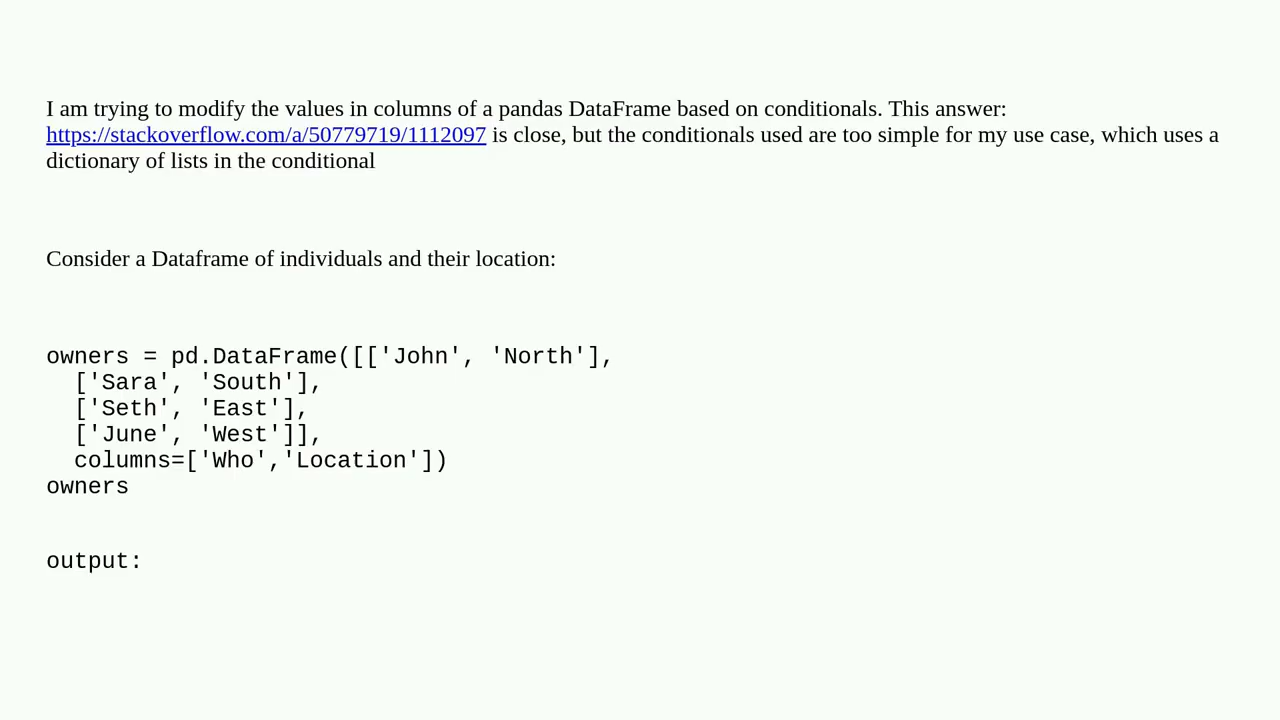 I am trying to modify the values in columns of a pandas DataFrame based on conditionals. This answer:
https://stackoverflow.com/a/50779719/1112097 is close, but the conditionals used are too simple for my use case, which uses a
dictionary of lists in the conditional
Consider a Dataframe of individuals and their location:
owners = pd.DataFrame([['John', 'North'],
  ['Sara', 'South'],
  ['Seth', 'East'],
  ['June', 'West']],
  columns=['Who','Location'])
owners
output: